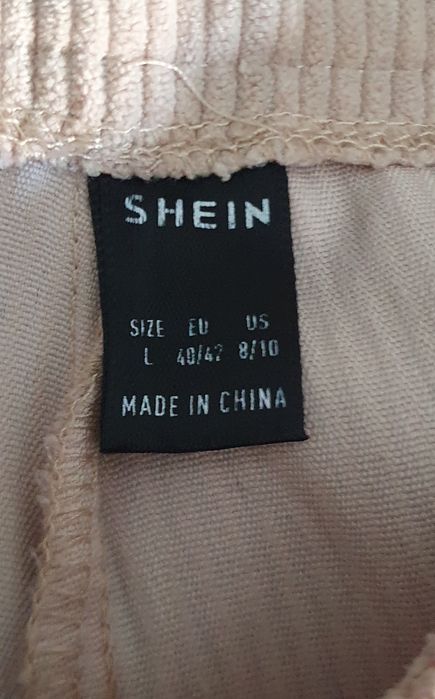 SHEIN
SIZE EU US
L 40/42 8/10
MADE IN CHINA